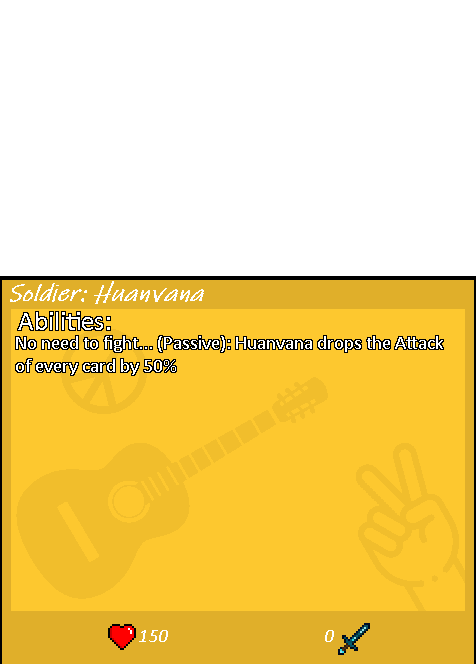 Soldier: Huanvana
Abilities:
No need to fight... (Passive): Huanvana drops the Attack
of every card by 50%
150
0